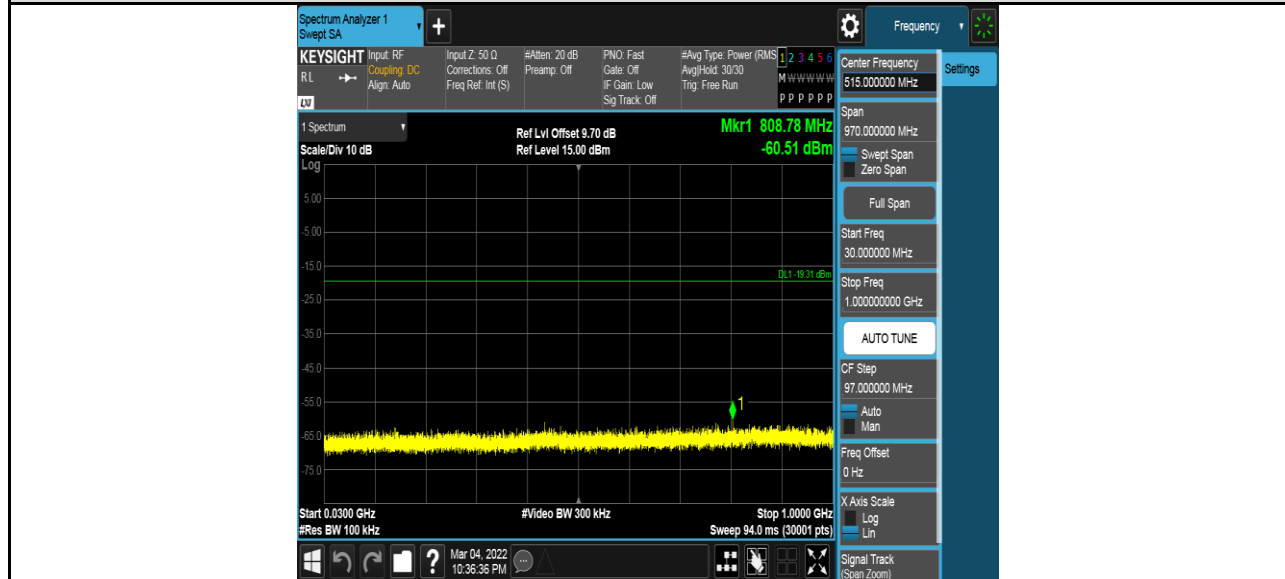 Spectrum Analyzer 1
Swept SA
+
Frequency
KEYSIGHT
RL
LXI
Input: RF
Coupling: DC
Align: Auto
Input Z: 50 Ω
Corrections: Off
Freq Ref: Int (S)
#Atten: 20 dB
Preamp: Off
PNO: Fast
Gate: Off
IF Gain: Low
Sig Track: Off
#Avg Type: Power (RMS
Avg|Hold: 30/30
Trig: Free Run
1 2 3 4 5 6
M W W W W W
P P P P P P
1 Spectrum
Scale/Div 10 dB
Ref Lvl Offset 9.70 dB
Ref Level 15.00 dBm
Mkr1 808.78 MHz
-60.51 dBm
Log
5.00
-5.00
-15.0
DL1 -19.31 dBm
-25.0
-35.0
-45.0
-55.0
1
-65.0
-75.0
Start 0.0300 GHz
#Res BW 100 kHz
#Video BW 300 kHz
Stop 1.0000 GHz
Sweep 94.0 ms (30001 pts)
?
Mar 04, 2022
10:36:36 PM
Center Frequency
515.000000 MHz
Span
970.000000 MHz
Swept Span
Zero Span
Full Span
Start Freq
30.000000 MHz
Stop Freq
1.000000000 GHz
AUTO TUNE
CF Step
97.000000 MHz
Auto
Man
Freq Offset
0 Hz
X Axis Scale
Log
Lin
Signal Track
(Span Zoom)
Settings